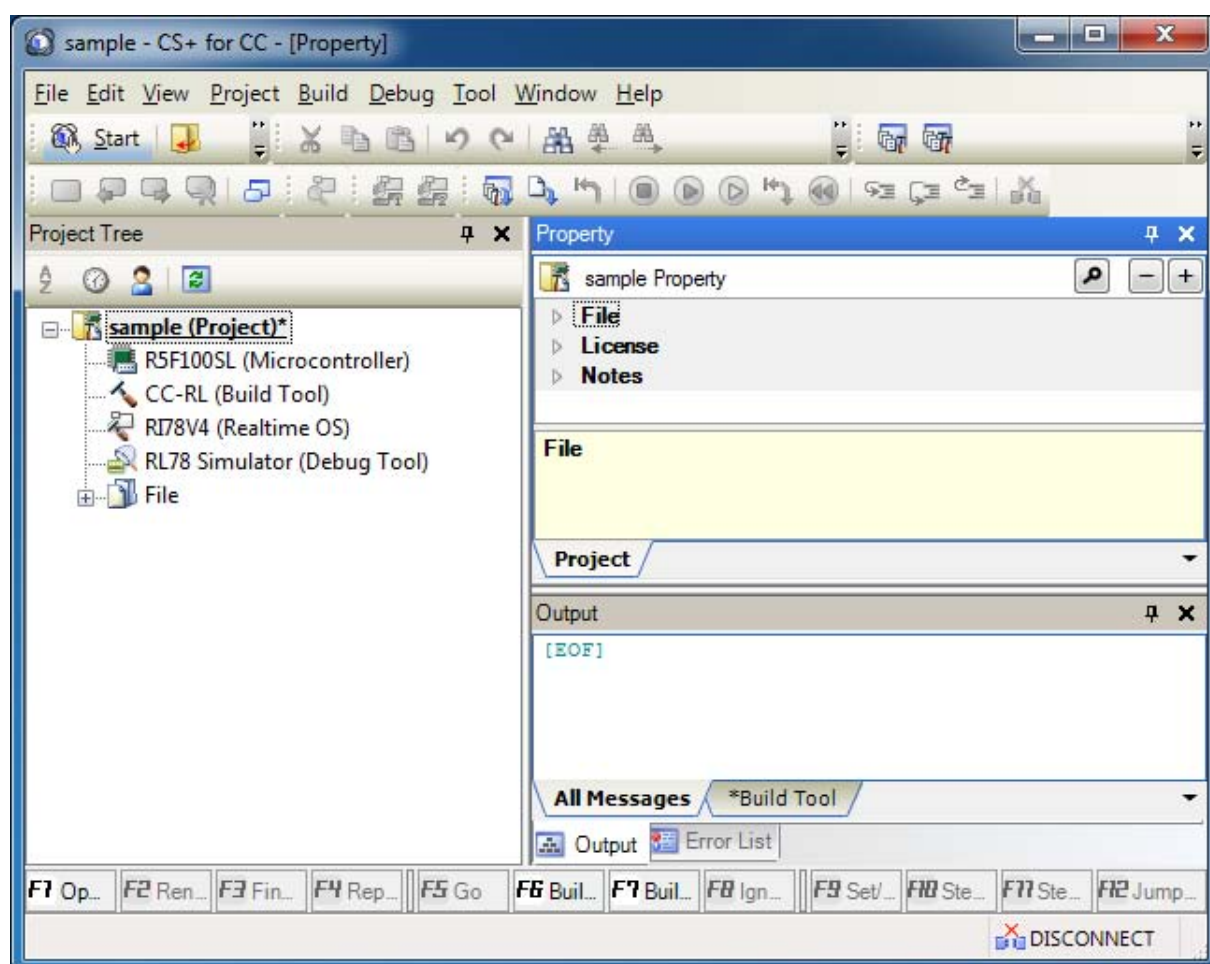 sample - CS+ for CC - [Property]
File Edit View Project Build Debug Tool Window Help
Start
Project Tree
Property
sample Property
sample (Project)*
R5F100SL (Microcontroller)
CC-RL (Build Tool)
RI78V4 (Realtime OS)
RL78 Simulator (Debug Tool)
File
File
License
Notes
File
Project
Output
[EOF]
All Messages *Build Tool
Output Error List
F1 Op... F2 Ren... F3 Fin... F4 Rep... F5 Go F6 Buil... F7 Buil... F8 Ign... F9 Set/... F10 Ste... F11 Ste... F12 Jump...
DISCONNECT